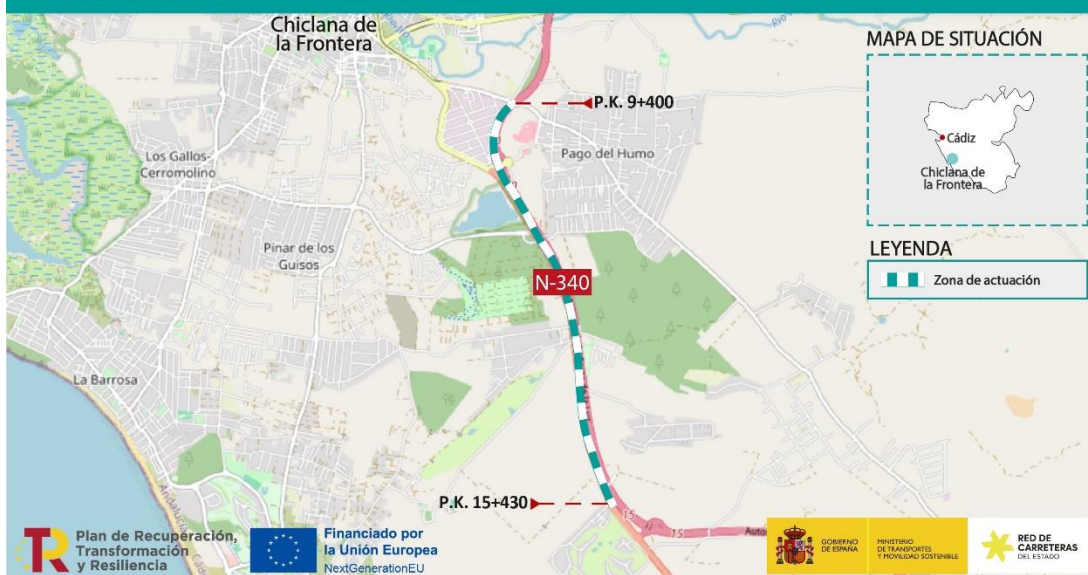 Chiclana de
la Frontera
P.K. 9+400
Los Gallos-
Cerromolino
Pago del Humo
Pinar de los
Guisos
N-340
La Barrosa
P.K. 15+430
15
15
MAPA DE SITUACIÓN
Cádiz
Chiclana de
la Frontera
LEYENDA
Zona de actuación
Plan de Recuperación,
Transformación
y Resiliencia
Financiado por
la Unión Europea
NextGenerationEU
GOBIERNO
DE ESPAÑA
MINISTERIO
DE TRANSPORTES
Y MOVILIDAD SOSTENIBLE
RED DE
CARRETERAS
DEL ESTADO